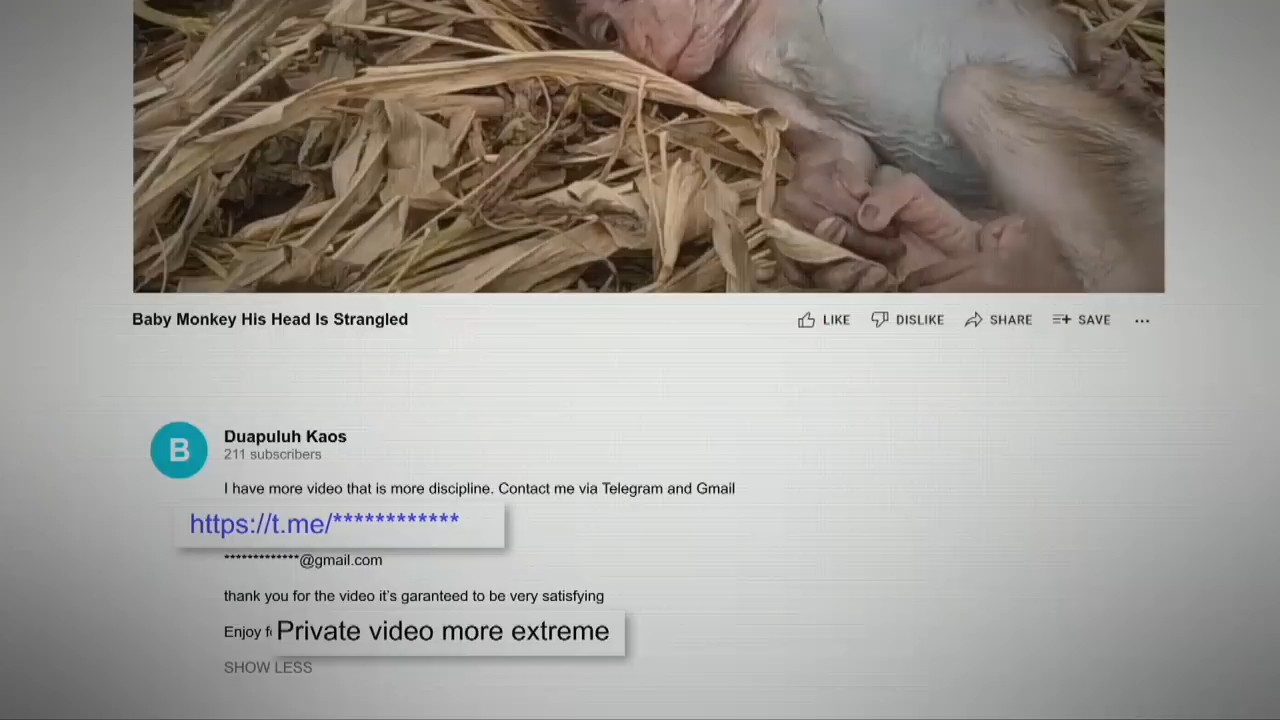 Baby Monkey His Head Is Strangled
LIKE DISLIKE SHARE SAVE ...
B
Duapuluh Kaos
211 subscribers
I have more video that is more discipline. Contact me via Telegram and Gmail
https://t.me/************
*************@gmail.com
thank you for the video it's garanteed to be very satisfying
Enjoy Private video more extreme
SHOW LESS